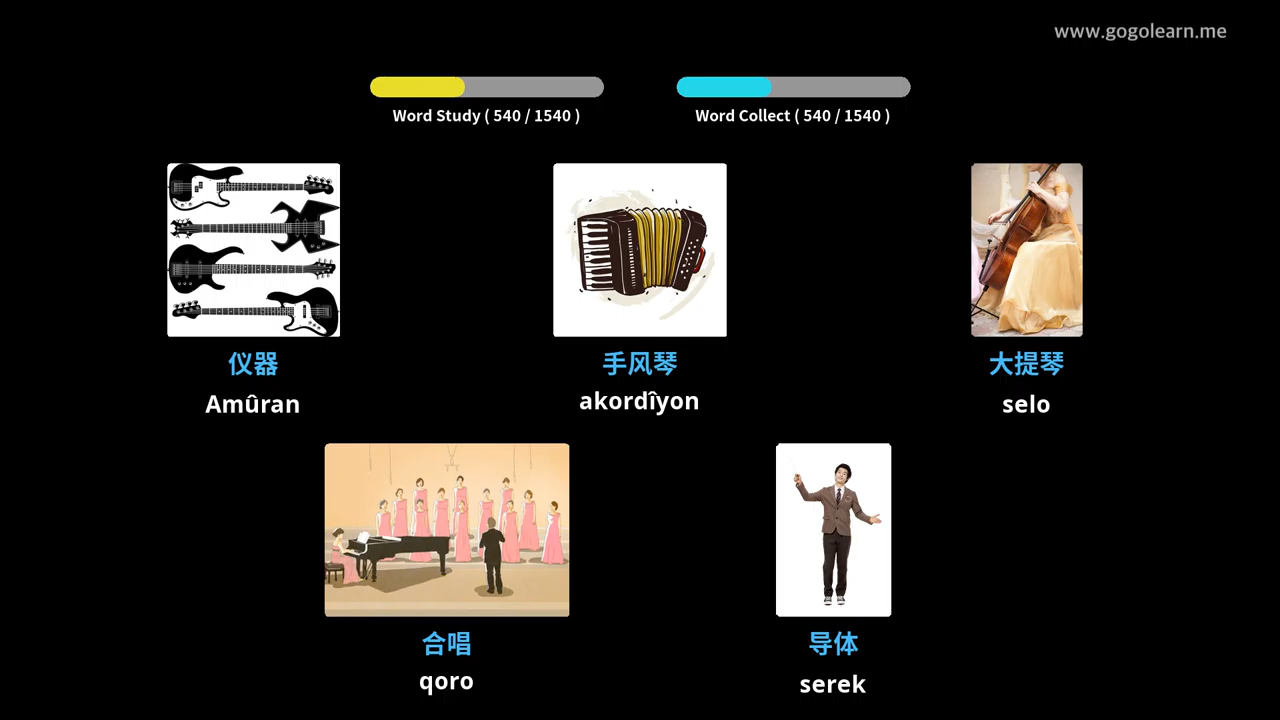 www.gogolearn.me
Word Study ( 540 / 1540 )
Word Collect ( 540 / 1540 )
仪器
Amûran
手风琴
akordîyon
大提琴
selo
合唱
qoro
导体
serek